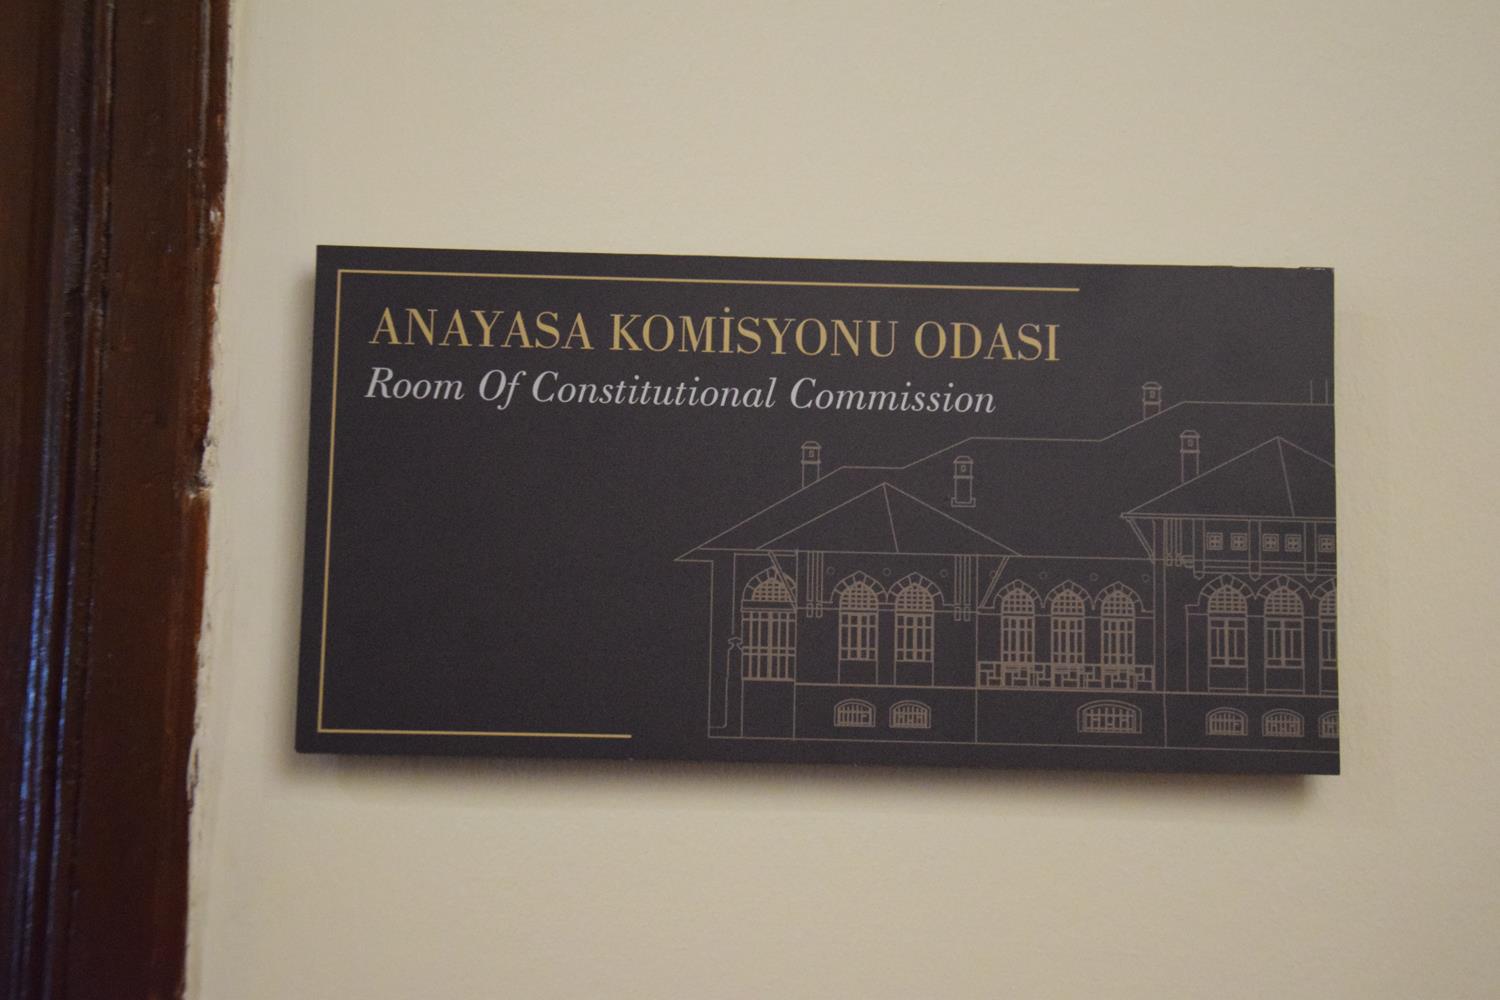 ANAYASA KOMİSYONU ODASI
Room Of Constitutional Commission